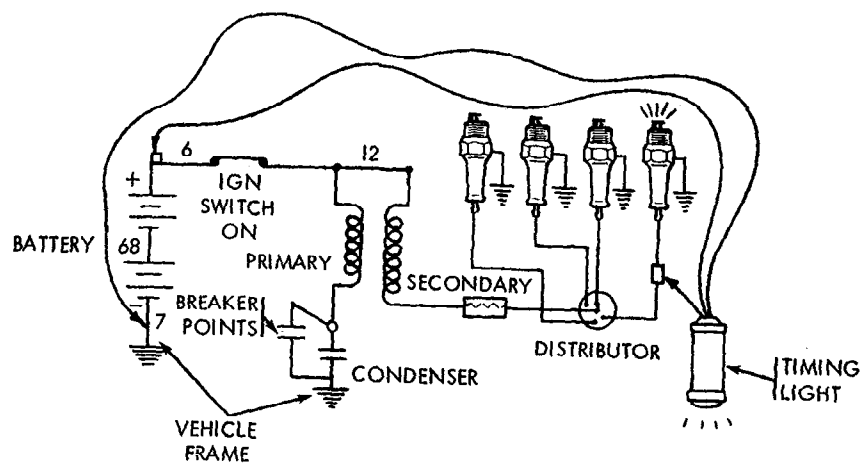 6
12
IGN
SWITCH
ON
+
BATTERY
68
PRIMARY
SECONDARY
BREAKER
POINTS
–
7
DISTRIBUTOR
TIMING
LIGHT
CONDENSER
VEHICLE
FRAME